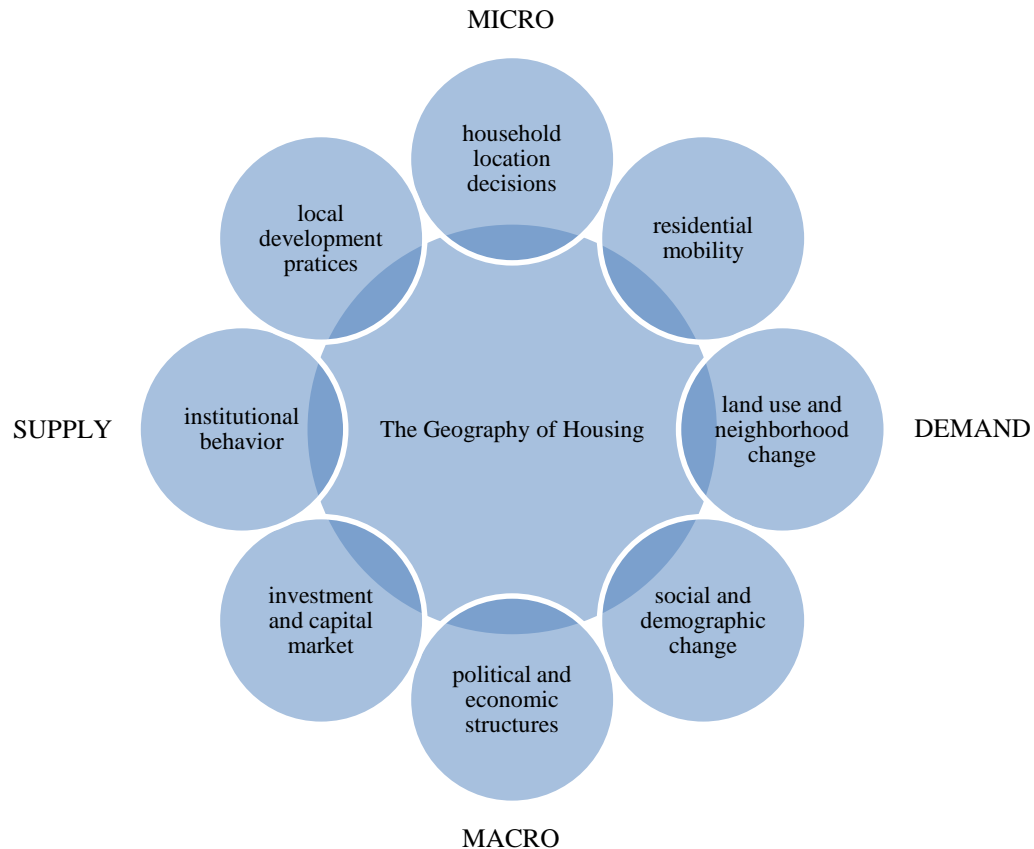 MICRO
household
location
decisions
local
development
pratices
residential
mobility
SUPPLY
institutional
behavior
The Geography of Housing
land use and
neighborhood
change
DEMAND
investment
and capital
market
social and
demographic
change
political and
economic
structures
MACRO